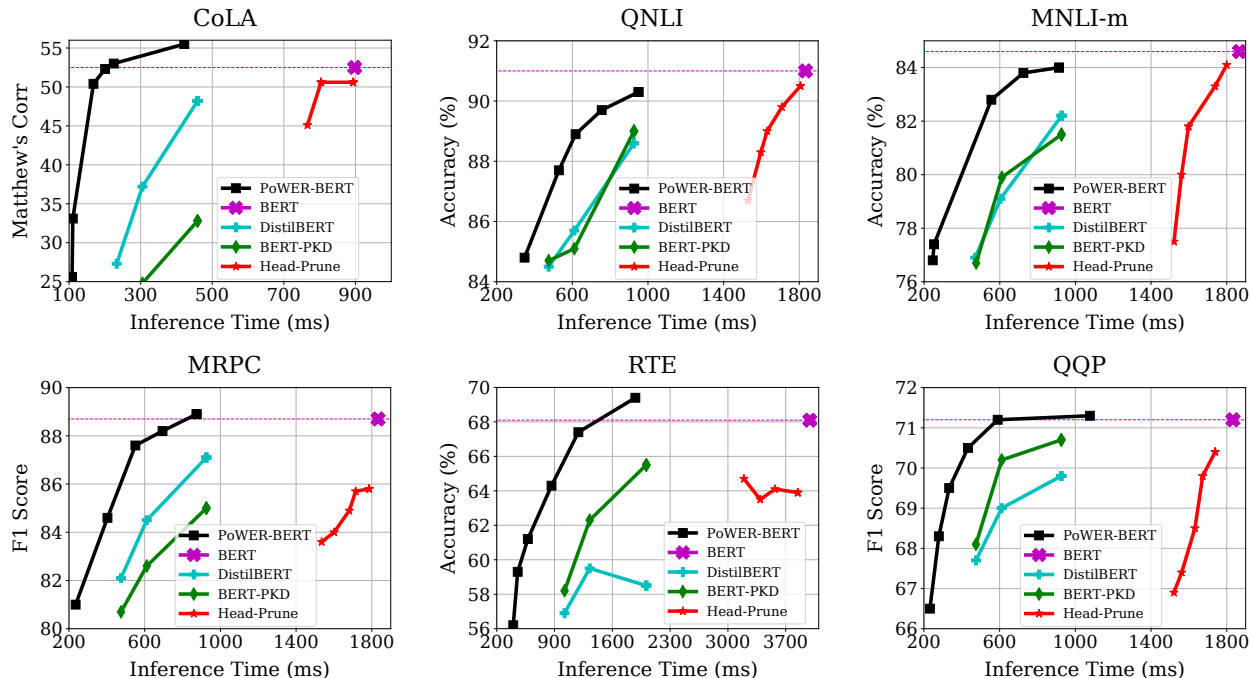 CoLA
55
50
45
40
35
30
25
100
300
500
700
900
Matthew's Corr
Inference Time (ms)
PoWER-BERT
BERT
DistilBERT
BERT-PKD
Head-Prune
QNLI
92
90
88
86
84
200
600
1000
1400
1800
Accuracy (%)
Inference Time (ms)
PoWER-BERT
BERT
DistilBERT
BERT-PKD
Head-Prune
MNLI-m
84
82
80
78
76
200
600
1000
1400
1800
Accuracy (%)
Inference Time (ms)
PoWER-BERT
BERT
DistilBERT
BERT-PKD
Head-Prune
MRPC
90
88
86
84
82
80
200
600
1000
1400
1800
F1 Score
Inference Time (ms)
PoWER-BERT
BERT
DistilBERT
BERT-PKD
Head-Prune
RTE
70
68
66
64
62
60
58
56
200
900
1600
2300
3000
3700
Accuracy (%)
Inference Time (ms)
PoWER-BERT
BERT
DistilBERT
BERT-PKD
Head-Prune
QQP
72
71
70
69
68
67
66
200
600
1000
1400
1800
F1 Score
Inference Time (ms)
PoWER-BERT
BERT
DistilBERT
BERT-PKD
Head-Prune